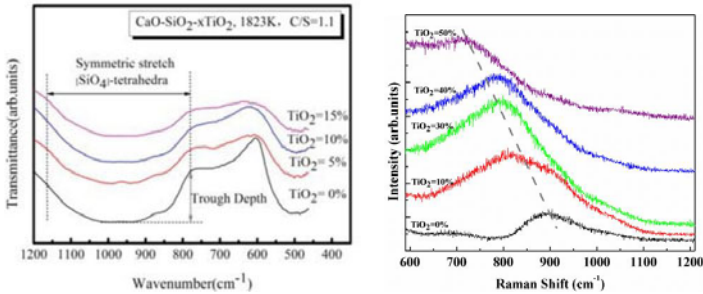 CaO-SiO2-xTiO2, 1823K, C/S=1.1
Symmetric stretch
[SiO4]-tetrahedra
TiO2=15%
TiO2=10%
TiO2= 5%
TiO2= 0%
Trough Depth
Transmittancc(arb.units)
1200 1100 1000 900 800 700 600 500 400
Wavenumber(cm-1)
TiO2=50%
TiO2=40%
TiO2=30%
TiO2=10%
TiO2=0%
Intensity (arb.units)
600 700 800 900 1000 1100 1200
Raman Shift (cm-1)